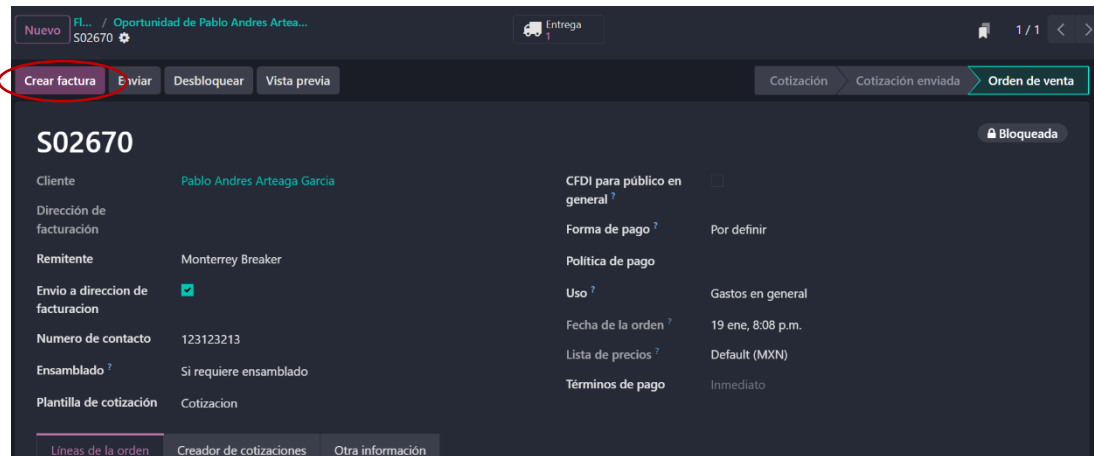 Nuevo
Fl... / Oportunidad de Pablo Andres Artea...
S02670
Entrega
1
1 / 1
Crear factura
Enviar
Desbloquear
Vista previa
Cotización
Cotización enviada
Orden de venta
S02670
Bloqueada
Cliente
Pablo Andres Arteaga Garcia
Dirección de
facturación
Remitente
Monterrey Breaker
Envio a direccion de
facturacion
Numero de contacto
123123213
Ensamblado ?
Si requiere ensamblado
Plantilla de cotización
Cotizacion
CFDI para público en
general ?
Forma de pago ?
Por definir
Política de pago
Uso ?
Gastos en general
Fecha de la orden ?
19 ene, 8:08 p.m.
Lista de precios ?
Default (MXN)
Términos de pago
Inmediato
Líneas de la orden
Creador de cotizaciones
Otra información